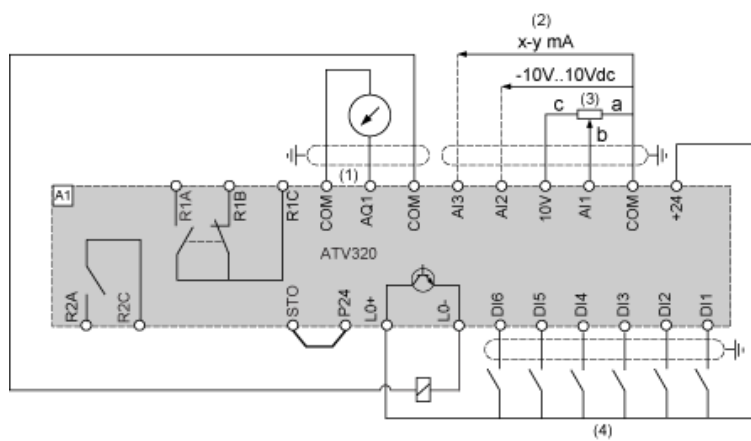 (2)
x-y mA
-10V..10Vdc
c (3) a
b
(1)
A1
R1A R1B R1C COM AQ1 COM AI3 AI2 10V AI1 COM +24
ATV320
R2A R2C STO P24 L0+ L0- DI6 DI5 DI4 DI3 DI2 DI1
(4)